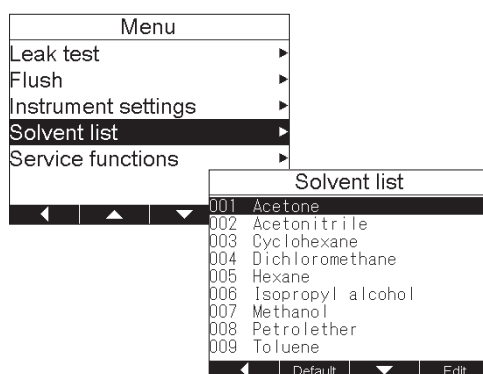 Menu
Leak test
Flush
Instrument settings
Solvent list
Service functions
Solvent list
001 Acetone
002 Acetonitrile
003 Cyclohexane
004 Dichloromethane
005 Hexane
006 Isopropyl alcohol
007 Methanol
008 Petrolether
009 Toluene
Default Edit